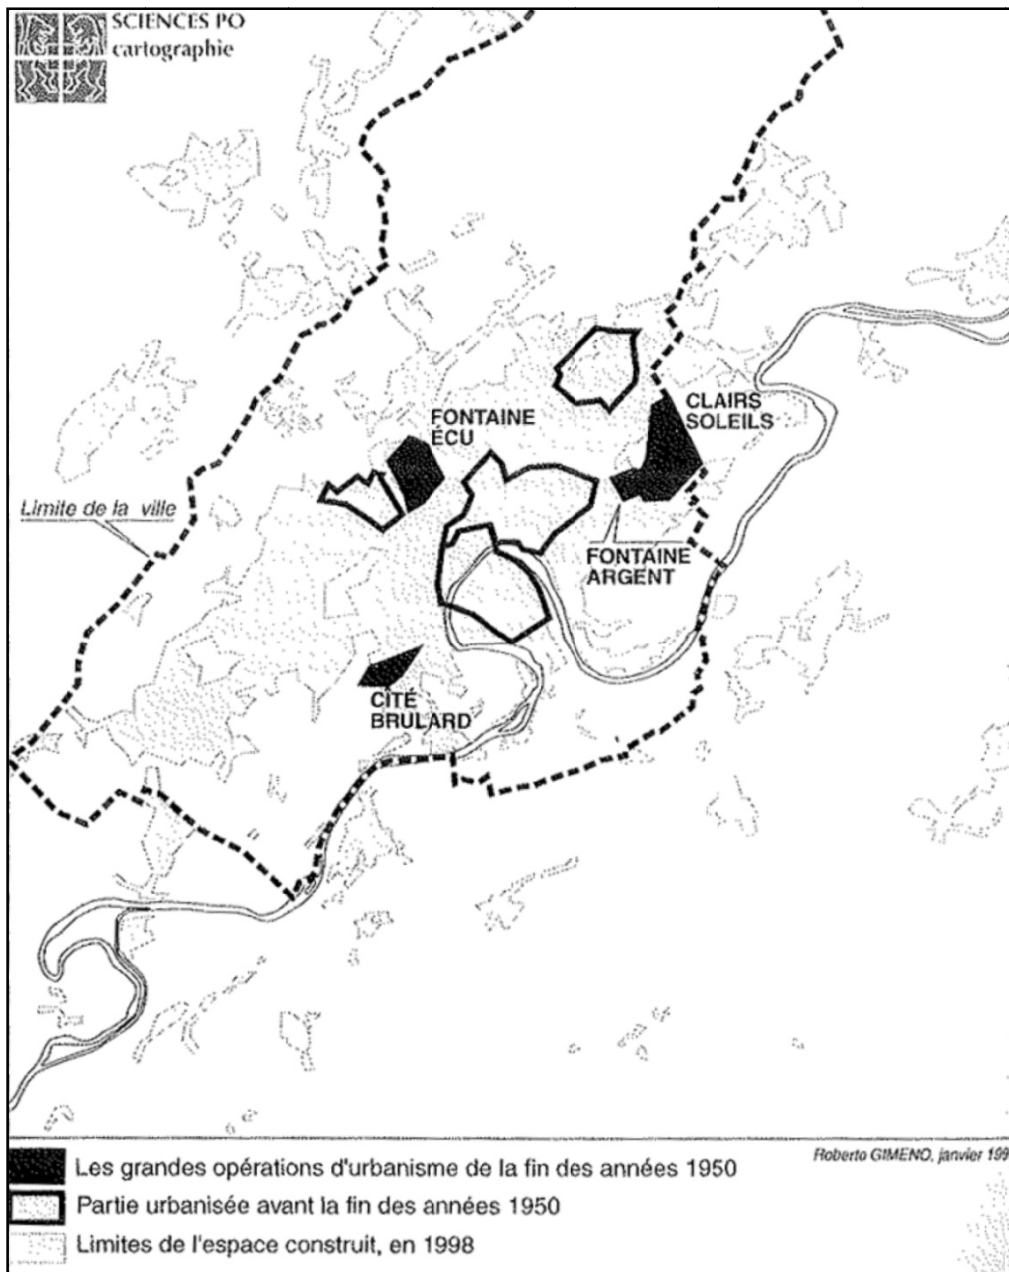 SCIENCES PO
cartographie
CLAIRS
SOLEILS
FONTAINE
ÉCU
Limite de la ville
FONTAINE
ARGENT
CÎTÉ
BRULARD
Roberto GIMENO, janvier 199
Les grandes opérations d'urbanisme de la fin des années 1950
Partie urbanisée avant la fin des années 1950
Limites de l'espace construit, en 1998